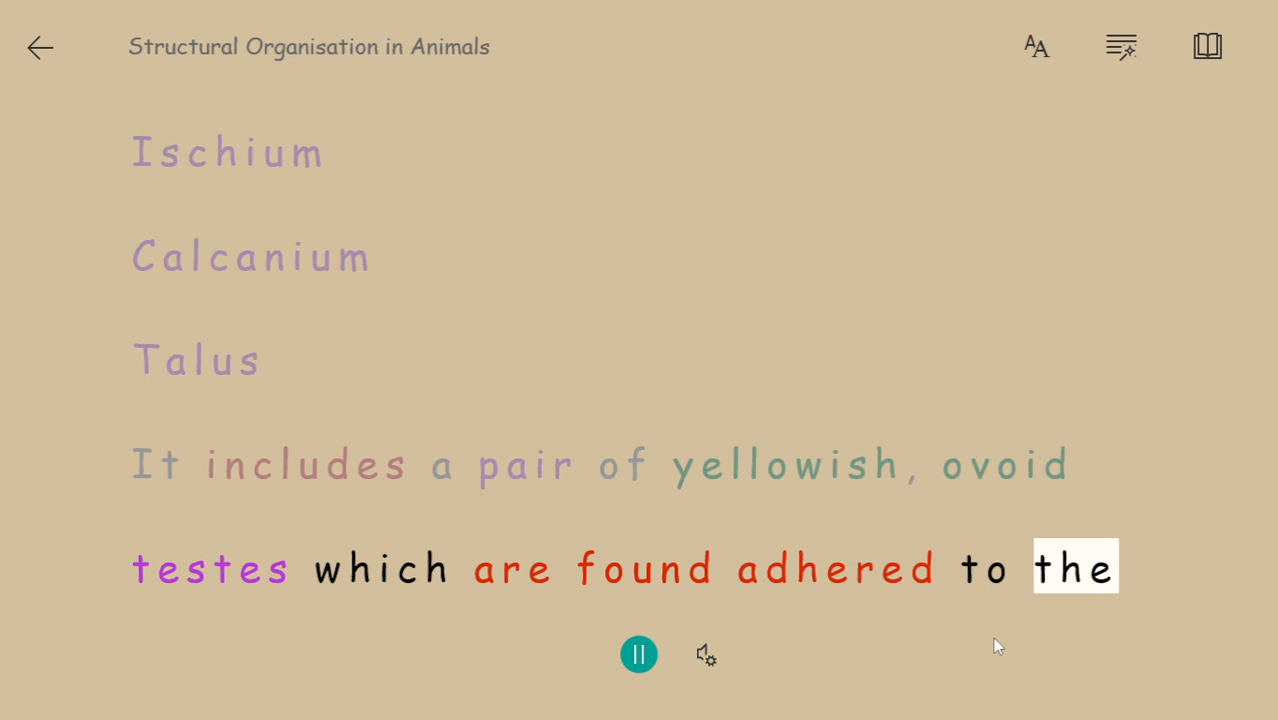 Structural Organisation in Animals
Ischium
Calcanium
Talus
It includes a pair of yellowish, ovoid
testes which are found adhered to the